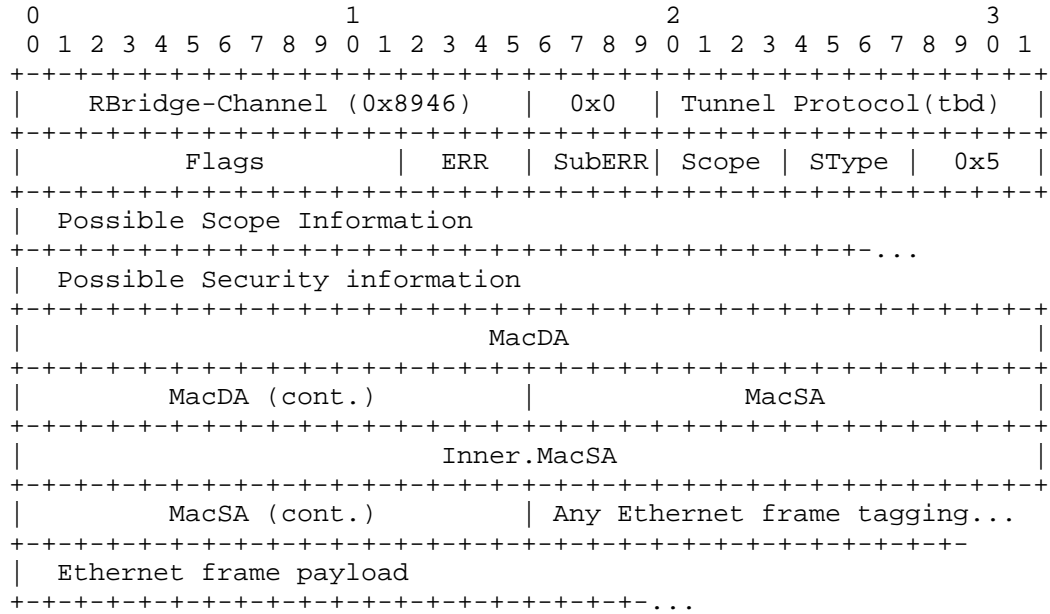 0                   1                   2                   3
 0 1 2 3 4 5 6 7 8 9 0 1 2 3 4 5 6 7 8 9 0 1 2 3 4 5 6 7 8 9 0 1
+-+-+-+-+-+-+-+-+-+-+-+-+-+-+-+-+-+-+-+-+-+-+-+-+-+-+-+-+-+-+-+-+
|    RBridge-Channel (0x8946)   |  0x0  | Tunnel Protocol(tbd)  |
+-+-+-+-+-+-+-+-+-+-+-+-+-+-+-+-+-+-+-+-+-+-+-+-+-+-+-+-+-+-+-+-+
|          Flags        |  ERR  | SubERR| Scope | SType |  0x5  |
+-+-+-+-+-+-+-+-+-+-+-+-+-+-+-+-+-+-+-+-+-+-+-+-+-+-+-+-+-+-+-+-+
|  Possible Scope Information
+-+-+-+-+-+-+-+-+-+-+-+-+-+-+-+-+-+-+-+-+-+-+-+-+-+-+-...
|  Possible Security information
+-+-+-+-+-+-+-+-+-+-+-+-+-+-+-+-+-+-+-+-+-+-+-+-+-+-+-+-+-+-+-+-+
|                             MacDA                             |
+-+-+-+-+-+-+-+-+-+-+-+-+-+-+-+-+-+-+-+-+-+-+-+-+-+-+-+-+-+-+-+-+
|         MacDA (cont.)         |             MacSA             |
+-+-+-+-+-+-+-+-+-+-+-+-+-+-+-+-+-+-+-+-+-+-+-+-+-+-+-+-+-+-+-+-+
|                          Inner.MacSA                          |
+-+-+-+-+-+-+-+-+-+-+-+-+-+-+-+-+-+-+-+-+-+-+-+-+-+-+-+-+-+-+-+-+
|         MacSA (cont.)         | Any Ethernet frame tagging...
+-+-+-+-+-+-+-+-+-+-+-+-+-+-+-+-+-+-+-+-+-+-+-+-+-+-+-+-+-+-
|  Ethernet frame payload
+-+-+-+-+-+-+-+-+-+-+-+-+-+-+-+-+-+-+-+-...